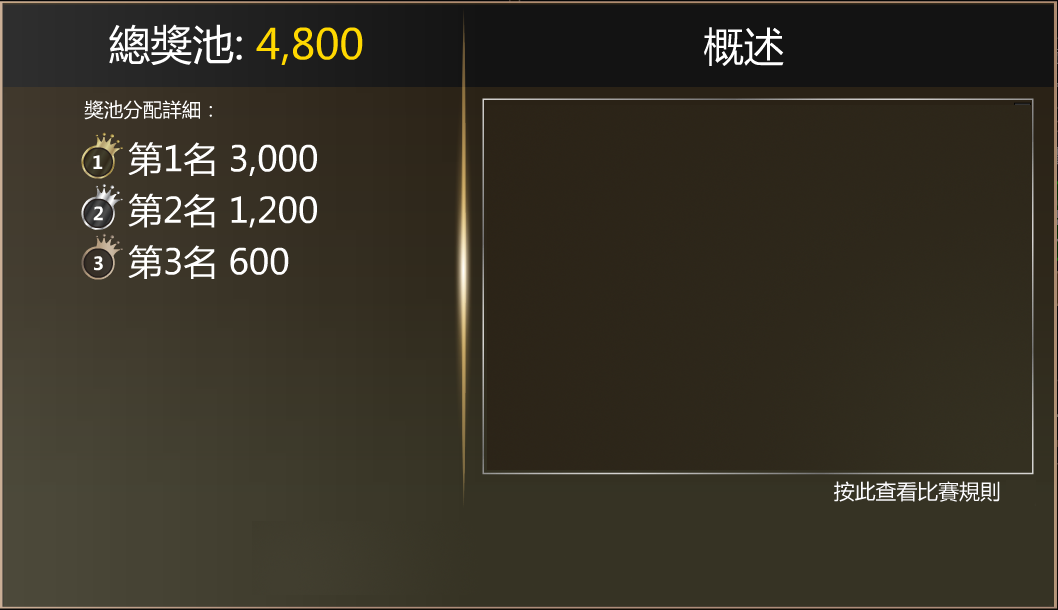 總獎池: 4,800
獎池分配詳細：
1 第1名 3,000
2 第2名 1,200
3 第3名 600
概述
按此查看比賽規則